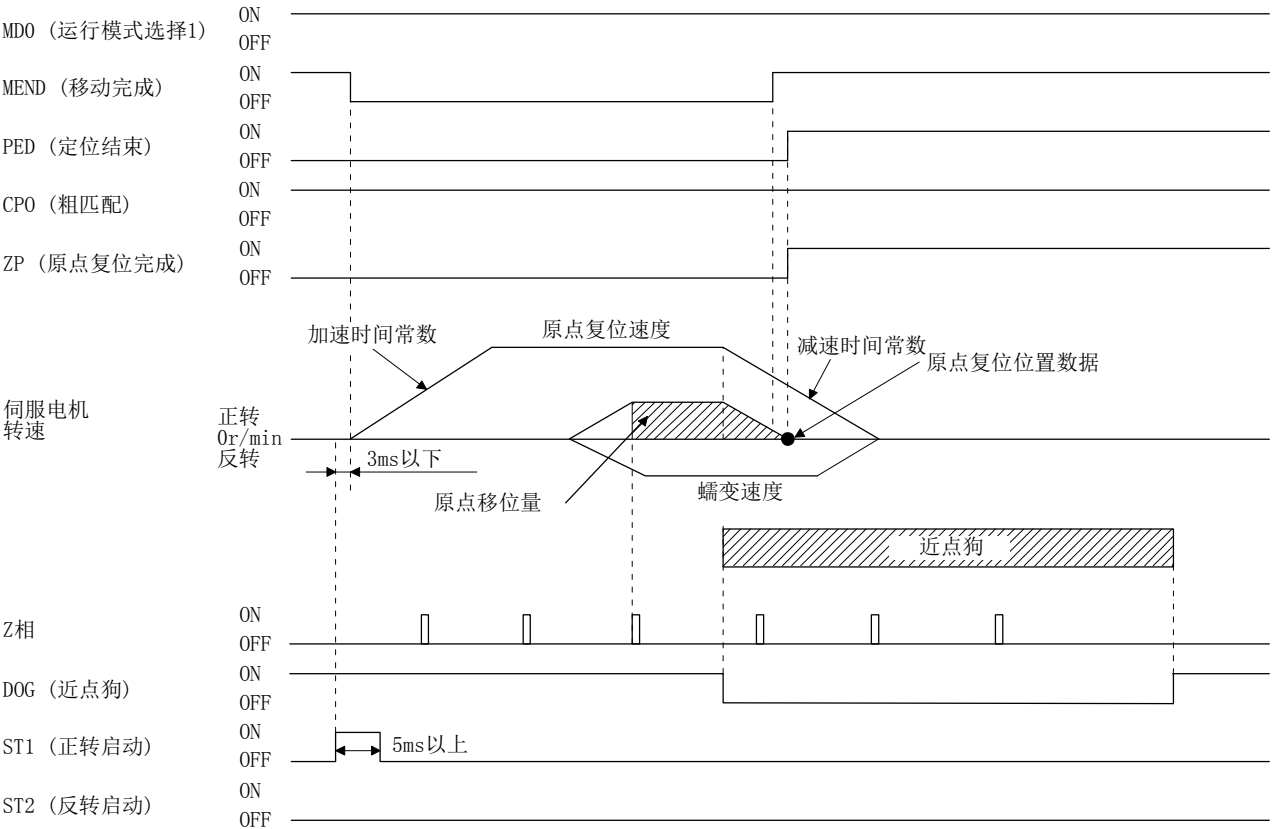 MD0 (运行模式选择1)
ON
OFF
MEND (移动完成)
ON
OFF
PED (定位结束)
ON
OFF
CPO (粗匹配)
ON
OFF
ZP (原点复位完成)
ON
OFF
加速时间常数
原点复位速度
减速时间常数
原点复位位置数据
伺服电机
转速
正转
0r/min
反转
3ms以下
原点移位量
蠕变速度
近点狗
Z相
ON
OFF
DOG (近点狗)
ON
OFF
ST1 (正转启动)
ON
OFF
5ms以上
ST2 (反转启动)
ON
OFF